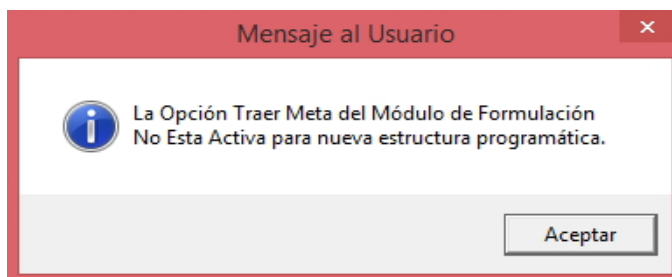 Mensaje al Usuario
La Opción Traer Meta del Módulo de Formulación
No Esta Activa para nueva estructura programática.
Aceptar